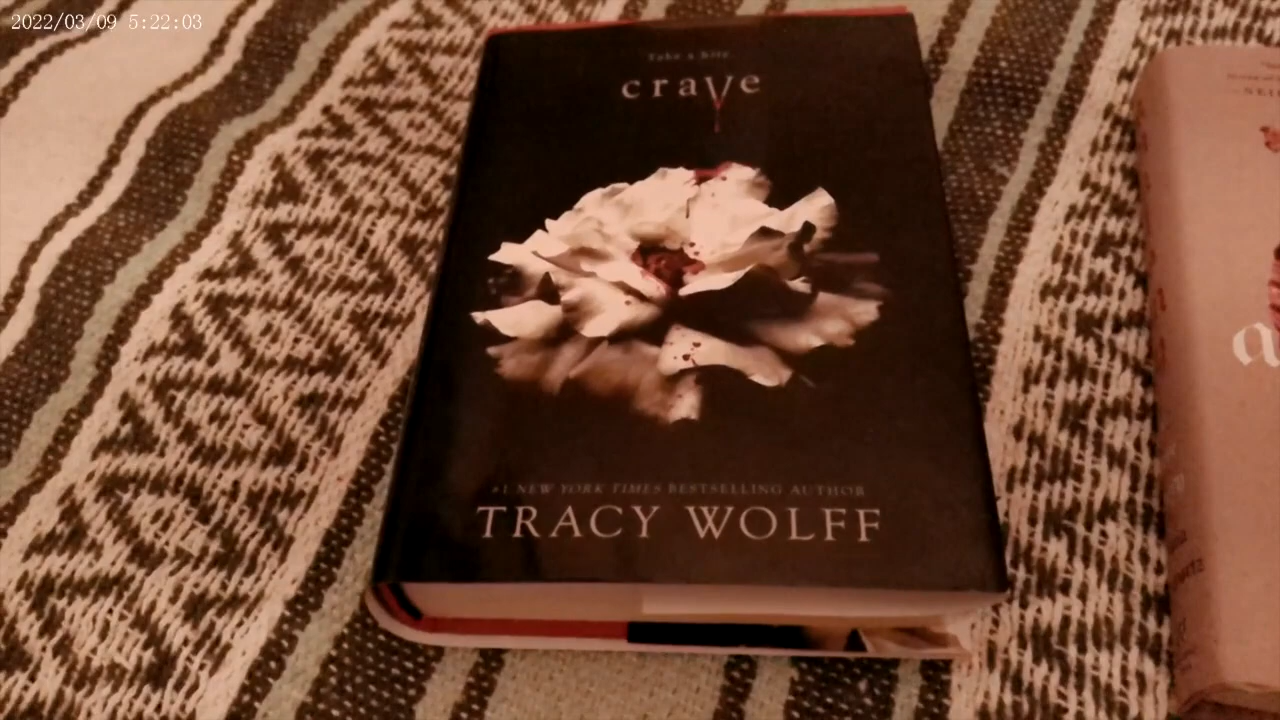 2022/03/09 5:22:03
Take a bite
crave
#1 NEW YORK TIMES BESTSELLING AUTHOR
TRACY WOLFF
a